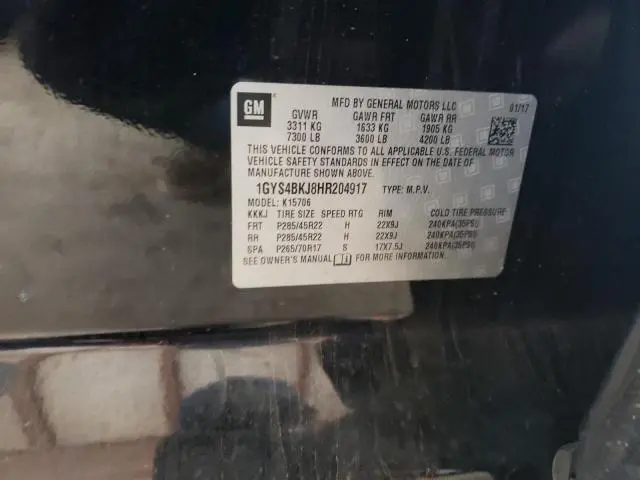 GM
MFD BY GENERAL MOTORS LLC 01/17
GVWR GAWR FRT GAWR RR
3311 KG 1633 KG 1905 KG
7300 LB 3600 LB 4200 LB
THIS VEHICLE CONFORMS TO ALL APPLICABLE U.S. FEDERAL MOTOR
VEHICLE SAFETY STANDARDS IN EFFECT ON THE DATE OF
MANUFACTURE SHOWN ABOVE.
1GYS4BKJ8HR204917 TYPE: M.P.V.
MODEL: K15706
KKKJ TIRE SIZE SPEED RTG RIM COLD TIRE PRESSURE
FRT P285/45R22 H 22X9J 240KPA(35PSI)
RR P285/45R22 H 22X9J 240KPA(35PSI)
SPA P265/70R17 S 17X7.5J 240KPA(35PSI)
SEE OWNER'S MANUAL FOR MORE INFORMATION.